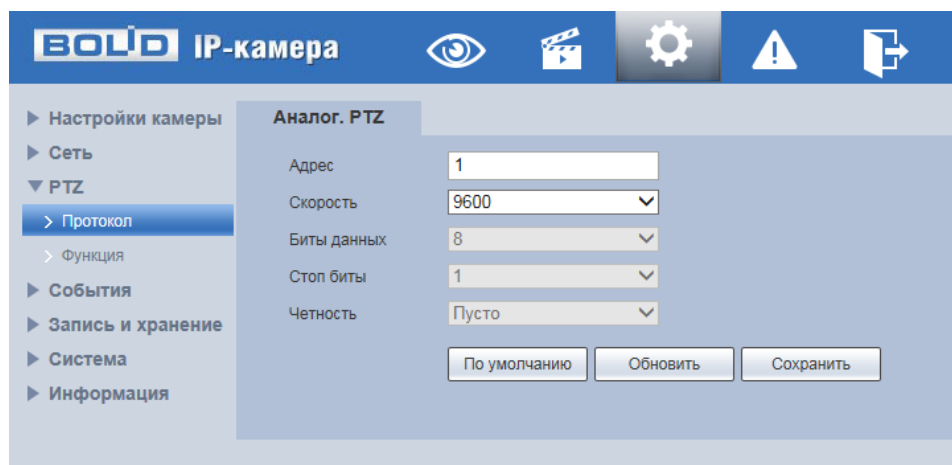 BOLID IP-камера
Настройки камеры
Сеть
PTZ
Протокол
Функция
События
Запись и хранение
Система
Информация
Аналог. PTZ
Адрес 1
Скорость 9600
Биты данных 8
Стоп биты 1
Четность Пусто
По умолчанию Обновить Сохранить